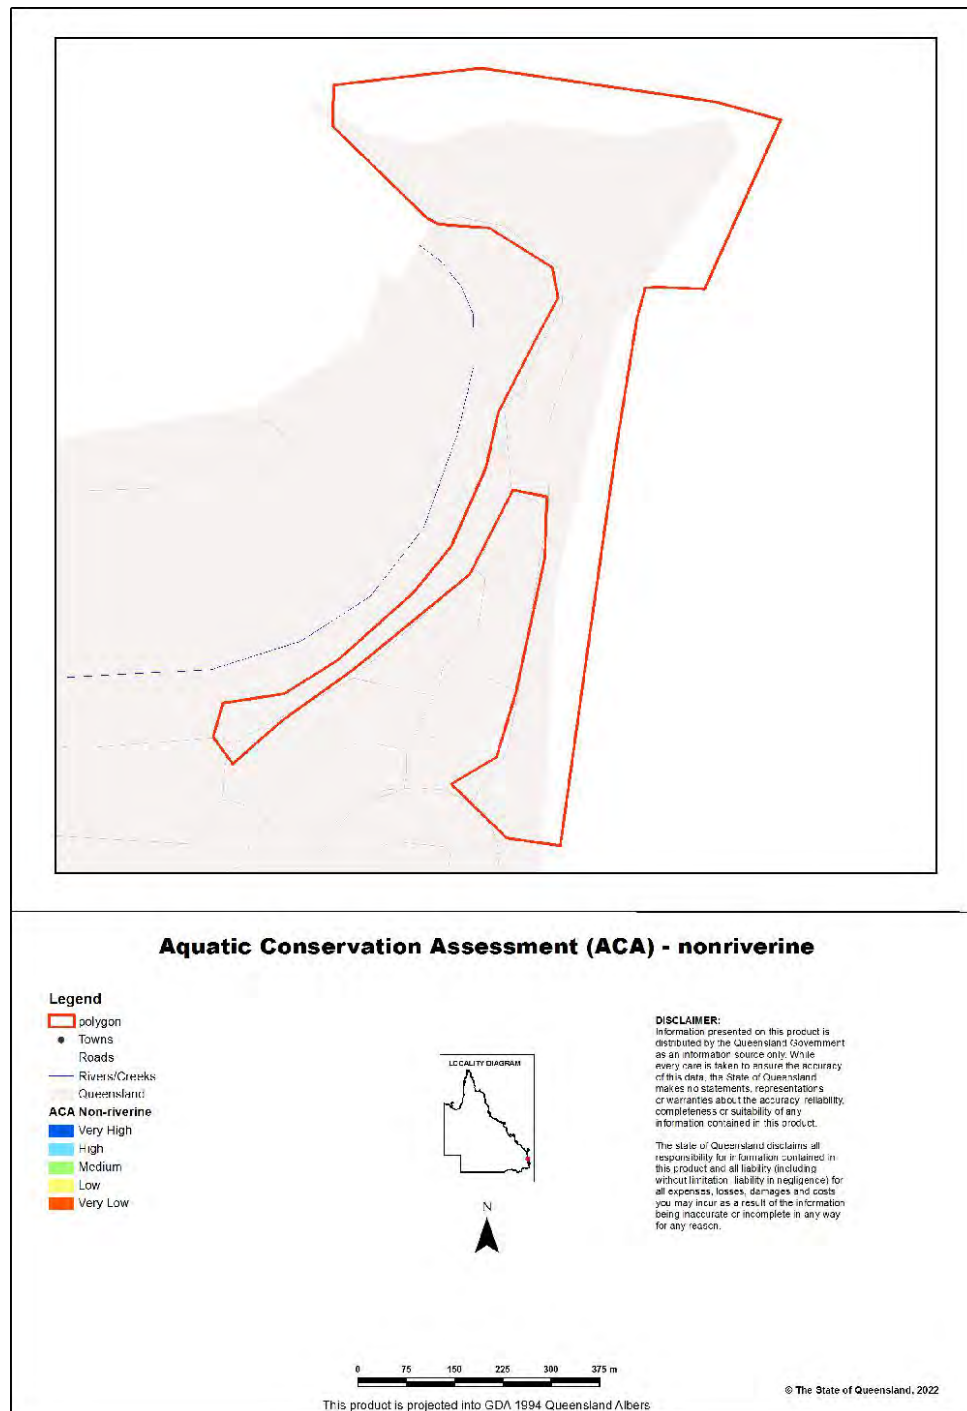 Aquatic Conservation Assessment (ACA) - nonriverine
Legend
polygon
Towns
Roads
Rivers/Creeks
Queensland
ACA Non-riverine
Very High
High
Medium
Low
Very Low
LOCALITY DIAGRAM
N
DISCLAIMER:
Information presented on this product is
distributed by the Queensland Government
as an information source only. While
every care is taken to ensure the accuracy
of this data, the State of Queensland
makes no statements, representations
or warranties about the accuracy, reliability,
completeness or suitability of any
information contained in this product.
The state of Queensland disclaims all
responsibility for information contained in
this product and all liability (including
without limitation, liability in negligence) for
all expenses, losses, damages and costs
you may incur as a result of the information
being inaccurate or incomplete in any way
for any reason.
0 75 150 225 300 375 m
This product is projected into GDA 1994 Queensland Albers
© The State of Queensland, 2022